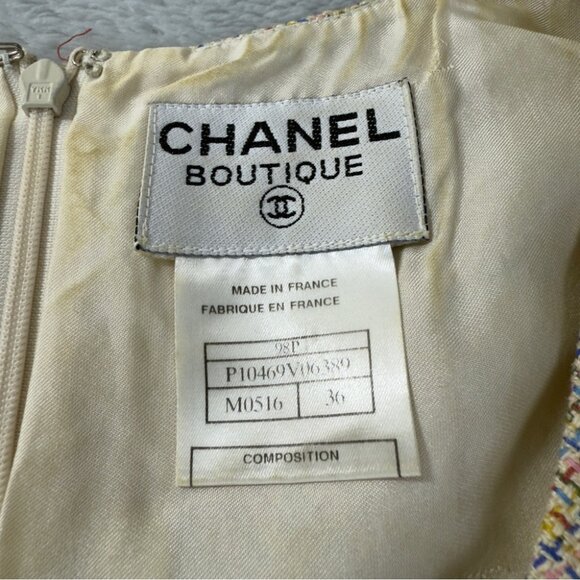 CHANEL
BOUTIQUE
MADE IN FRANCE
FABRIQUE EN FRANCE
98P
P10469V06389
M0516 36
COMPOSITION